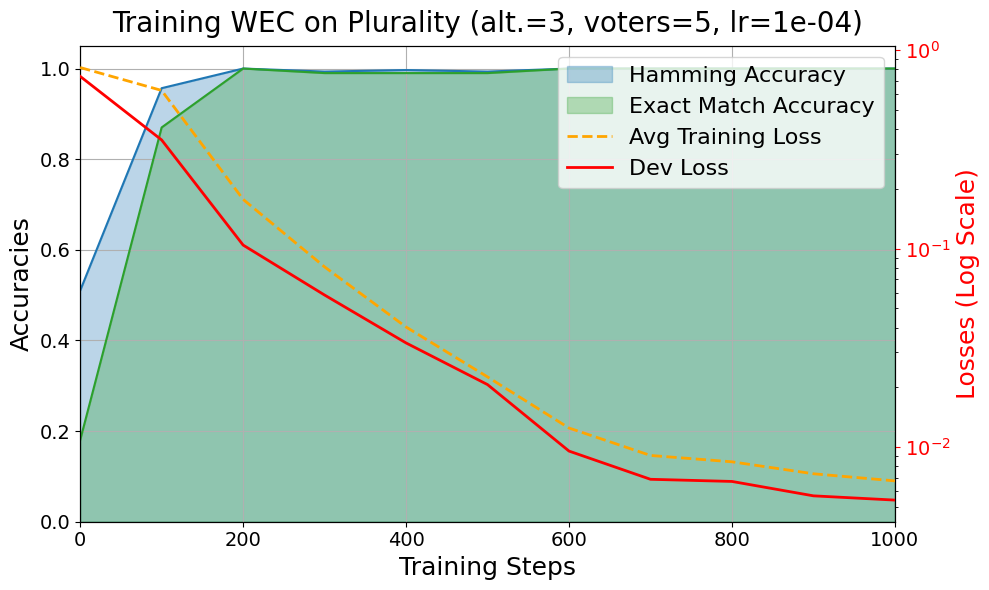 Training WEC on Plurality (alt.=3, voters=5, lr=1e-04)
Accuracies
1.0
0.8
0.6
0.4
0.2
0.0
Hamming Accuracy
Exact Match Accuracy
Avg Training Loss
Dev Loss
10⁰
10⁻¹
10⁻²
Losses (Log Scale)
0 200 400 600 800 1000
Training Steps